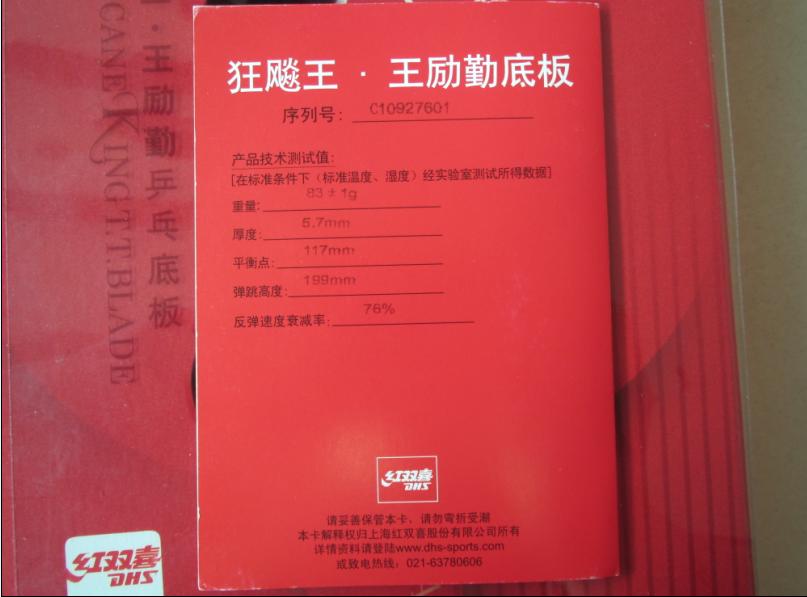 狂飚王 · 王励勤底板
序列号: C10927601
产品技术测试值:
[在标准条件下（标准温度、湿度）经实验室测试所得数据]
重量: 83±1g
厚度: 5.7mm
平衡点: 117mm
弹跳高度: 199mm
反弹速度衰减率: 76%
红双喜
DHS
请妥善保管本卡，请勿弯折受潮
本卡解释权归上海红双喜股份有限公司所有
详情资料请登陆www.dhs-sports.com
或致电热线：021-63780606
·王励勤乒乓底板
CANE KING T.T.BLADE
红双喜
DHS